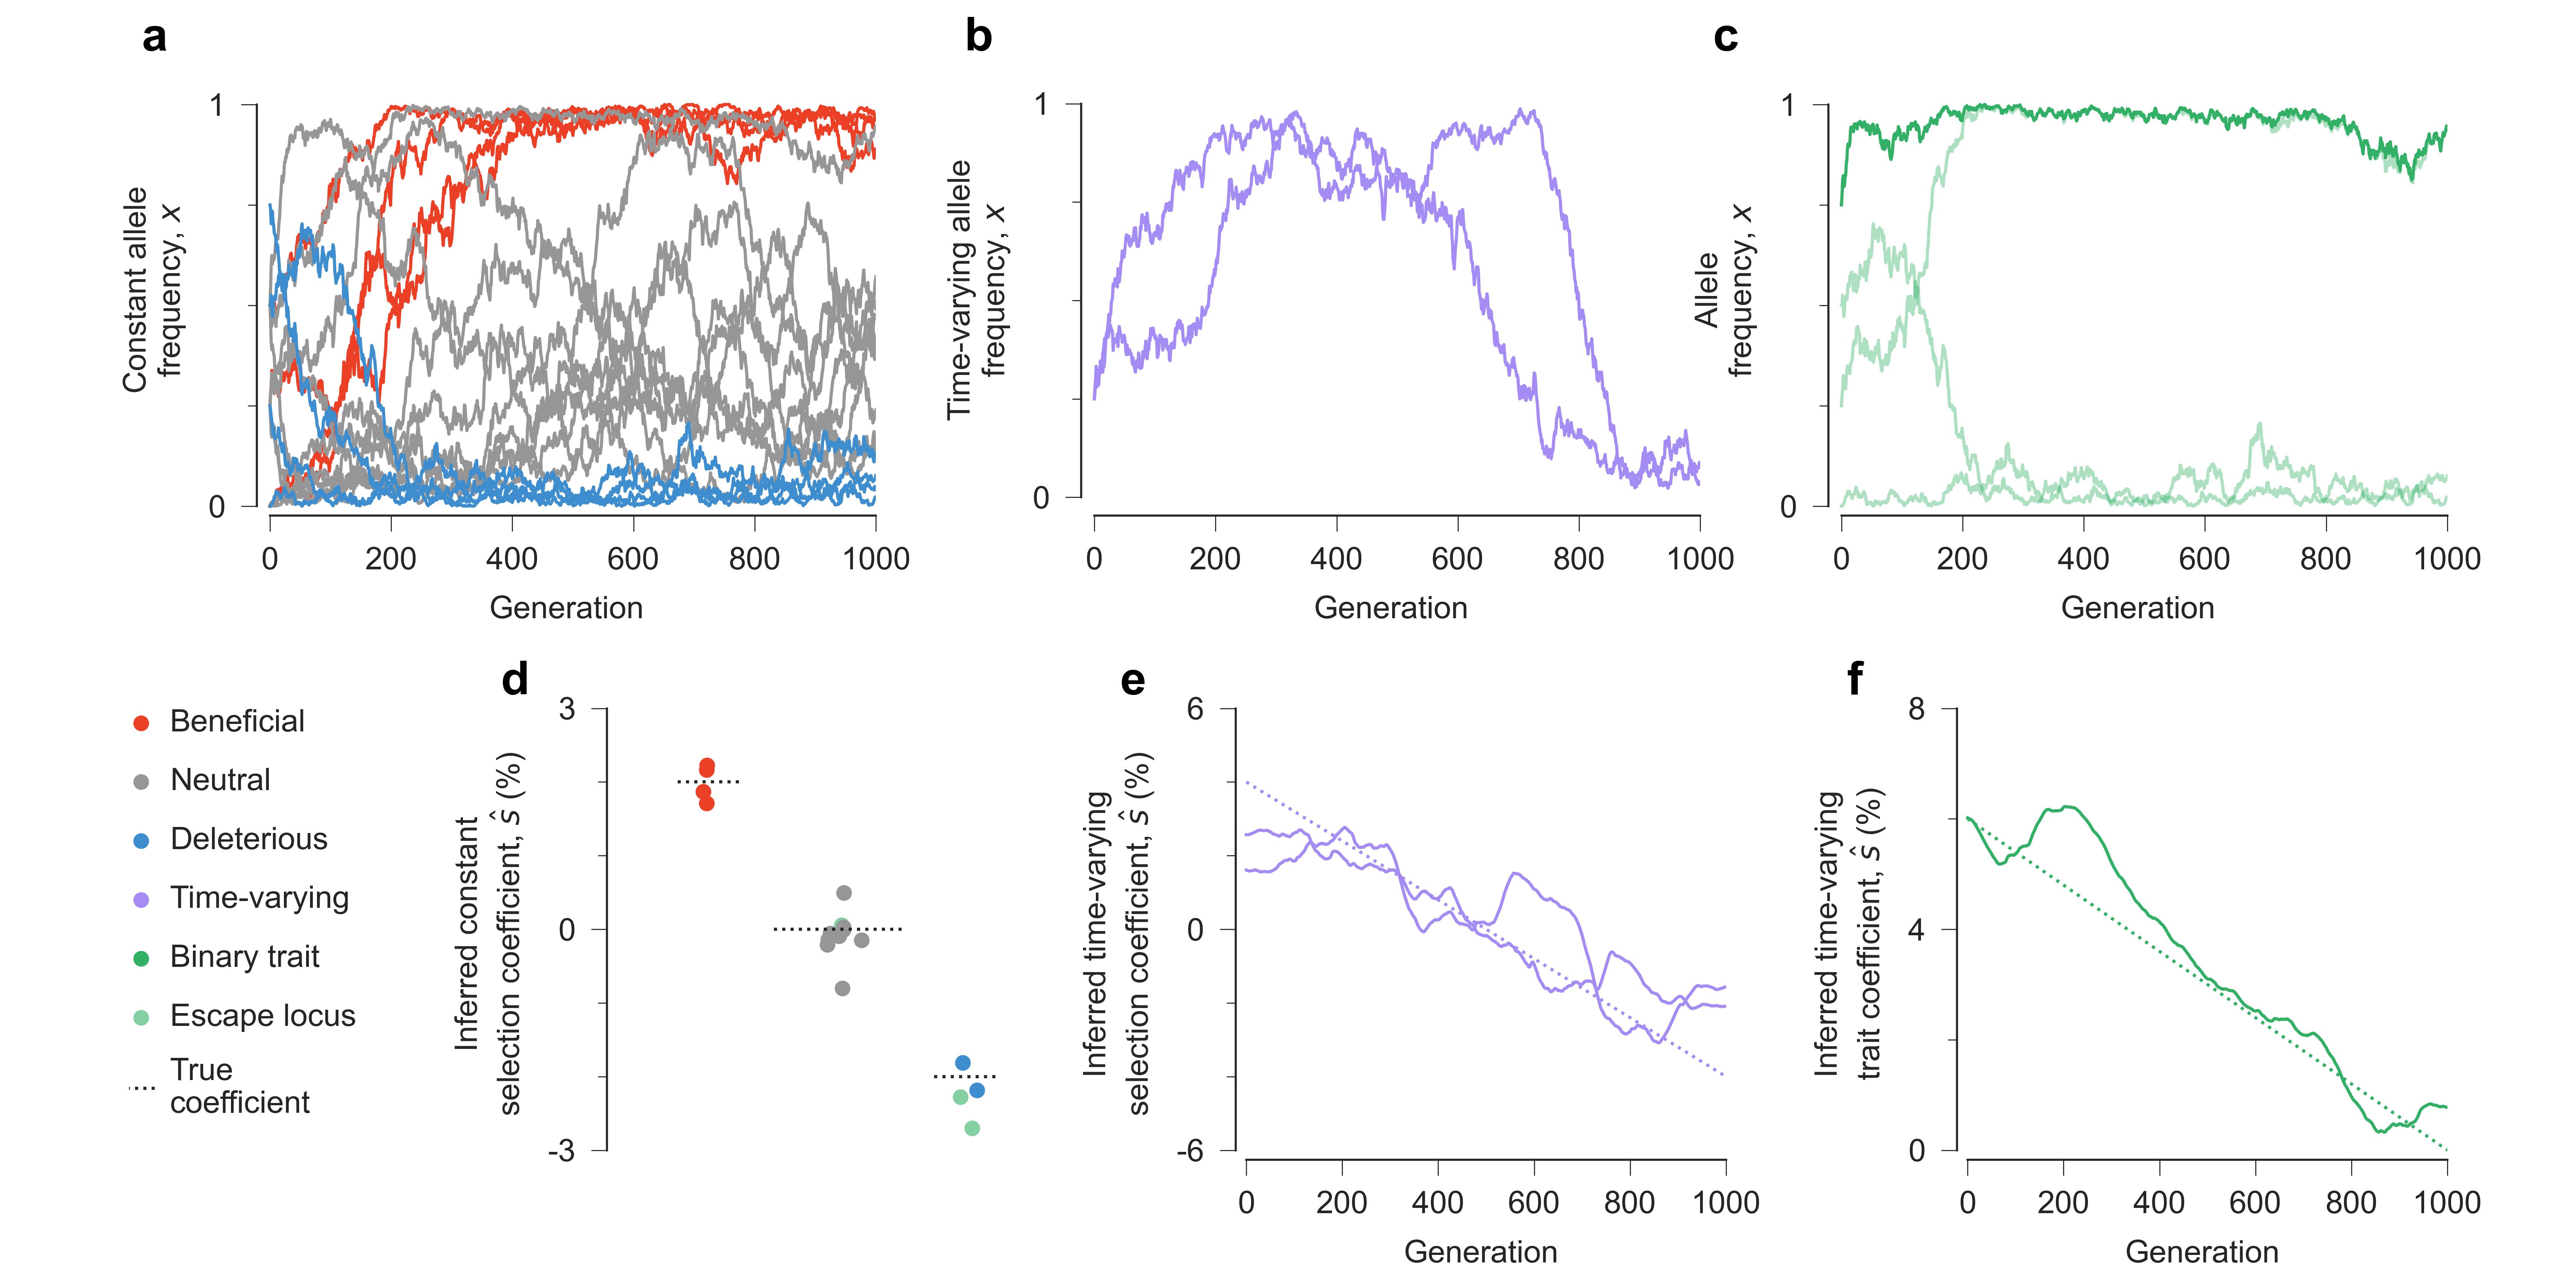 a
1
0
Constant allele
frequency, x
0 200 400 600 800 1000
Generation
b
1
0
Time-varying allele
frequency, x
0 200 400 600 800 1000
Generation
c
1
0
Allele
frequency, x
0 200 400 600 800 1000
Generation
Beneficial
Neutral
Deleterious
Time-varying
Binary trait
Escape locus
True
coefficient
d
3
0
-3
Inferred constant
selection coefficient, ŝ (%)
e
6
0
-6
Inferred time-varying
selection coefficient, ŝ (%)
0 200 400 600 800 1000
Generation
f
8
4
0
Inferred time-varying
trait coefficient, ŝ (%)
0 200 400 600 800 1000
Generation